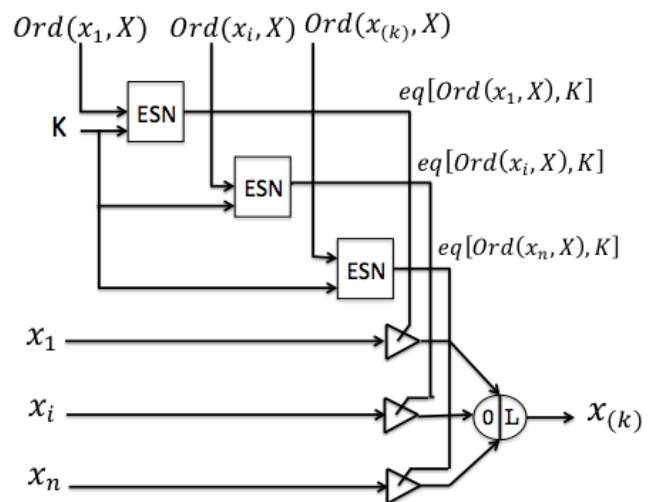 Ord(x₁, X) Ord(xᵢ, X) Ord(x₍ₖ₎, X)
eq[Ord(x₁, X), K]
K ESN
eq[Ord(xᵢ, X), K]
ESN
eq[Ord(xₙ, X), K]
ESN
x₁
xᵢ 0 L x₍ₖ₎
xₙ